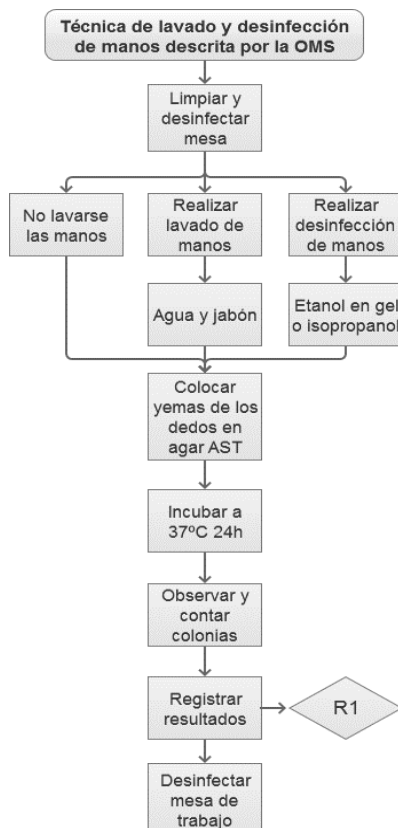 Técnica de lavado y desinfección
de manos descrita por la OMS
Limpiar y
desinfectar
mesa
No lavarse
las manos
Realizar
lavado de
manos
Realizar
desinfección
de manos
Agua y jabón
Etanol en gel
o isopropanol
Colocar
yemas de los
dedos en
agar AST
Incubar a
37ºC 24h
Observar y
contar
colonias
Registrar
resultados
R1
Desinfectar
mesa de
trabajo